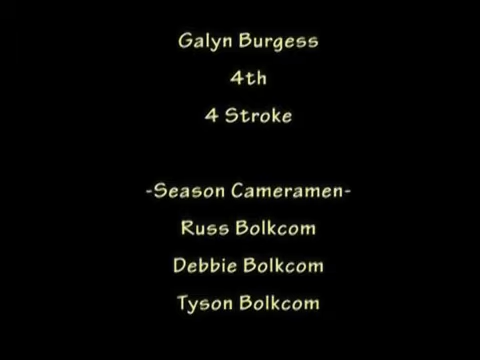 Galyn Burgess
4th
4 Stroke
-Season Cameramen-
Russ Bolkcom
Debbie Bolkcom
Tyson Bolkcom